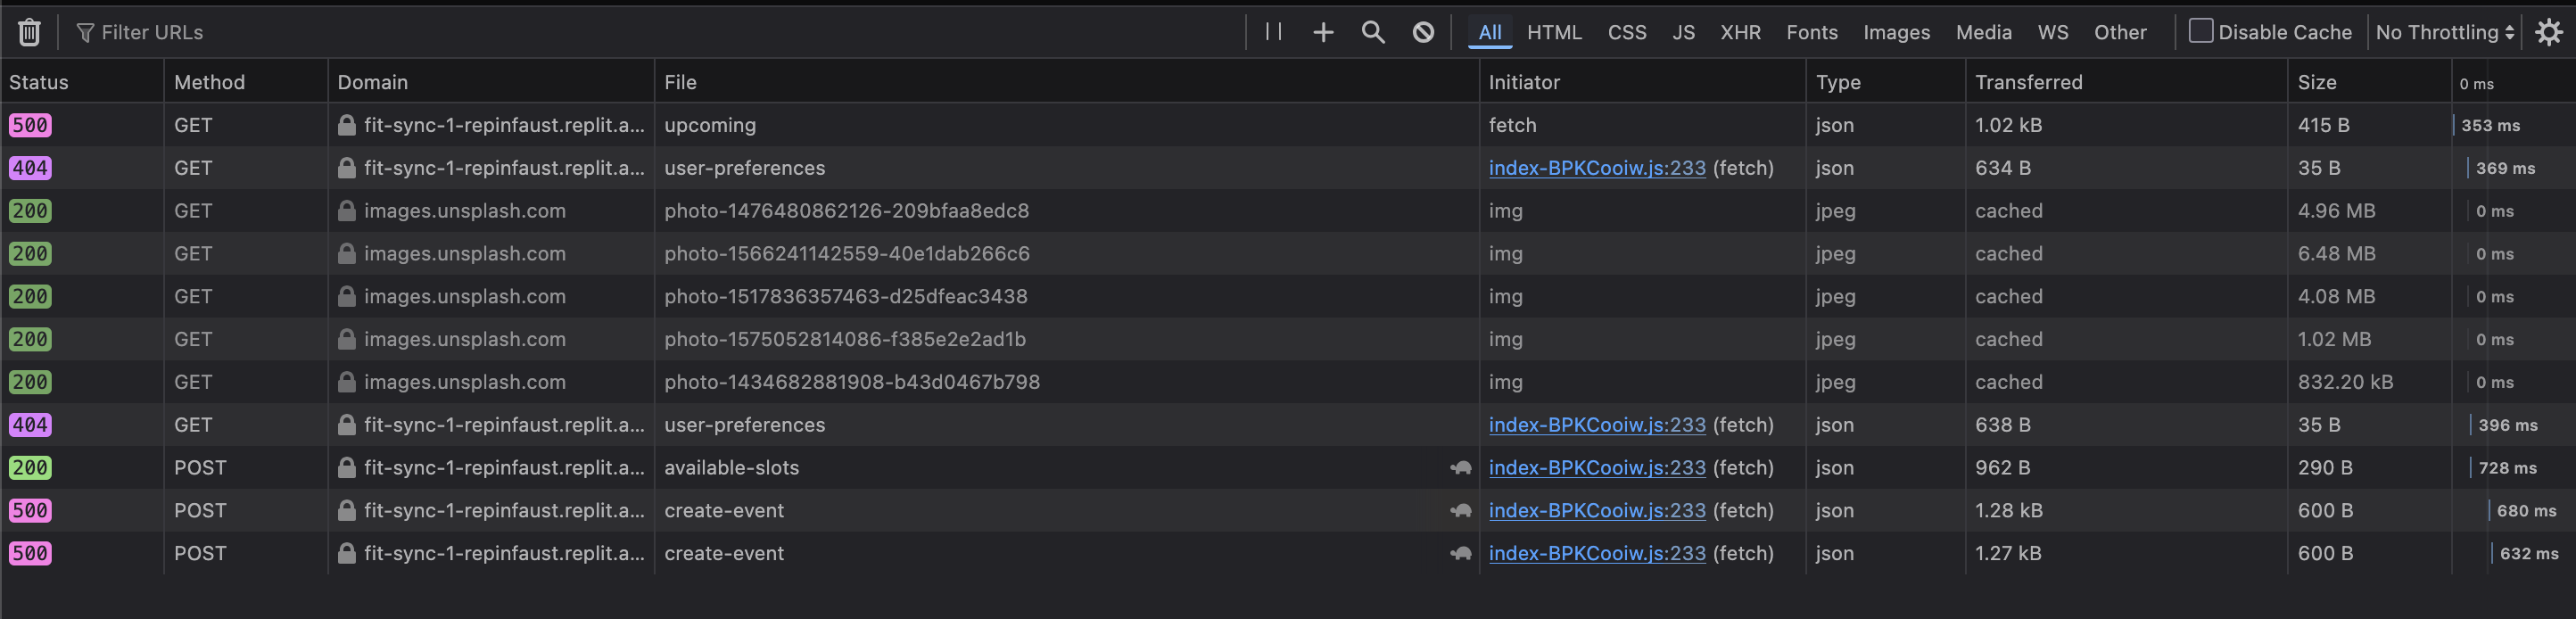 Filter URLs All HTML CSS JS XHR Fonts Images Media WS Other Disable Cache No Throttling
Status Method Domain File Initiator Type Transferred Size 0 ms
500 GET fit-sync-1-repinfaust.replit.a... upcoming fetch json 1.02 kB 415 B 353 ms
404 GET fit-sync-1-repinfaust.replit.a... user-preferences index-BPKCooiw.js:233 (fetch) json 634 B 35 B 369 ms
200 GET images.unsplash.com photo-1476480862126-209bfaa8edc8 img jpeg cached 4.96 MB 0 ms
200 GET images.unsplash.com photo-1566241142559-40e1dab266c6 img jpeg cached 6.48 MB 0 ms
200 GET images.unsplash.com photo-1517836357463-d25dfeac3438 img jpeg cached 4.08 MB 0 ms
200 GET images.unsplash.com photo-1575052814086-f385e2e2ad1b img jpeg cached 1.02 MB 0 ms
200 GET images.unsplash.com photo-1434682881908-b43d0467b798 img jpeg cached 832.20 kB 0 ms
404 GET fit-sync-1-repinfaust.replit.a... user-preferences index-BPKCooiw.js:233 (fetch) json 638 B 35 B 396 ms
200 POST fit-sync-1-repinfaust.replit.a... available-slots index-BPKCooiw.js:233 (fetch) json 962 B 290 B 728 ms
500 POST fit-sync-1-repinfaust.replit.a... create-event index-BPKCooiw.js:233 (fetch) json 1.28 kB 600 B 680 ms
500 POST fit-sync-1-repinfaust.replit.a... create-event index-BPKCooiw.js:233 (fetch) json 1.27 kB 600 B 632 ms